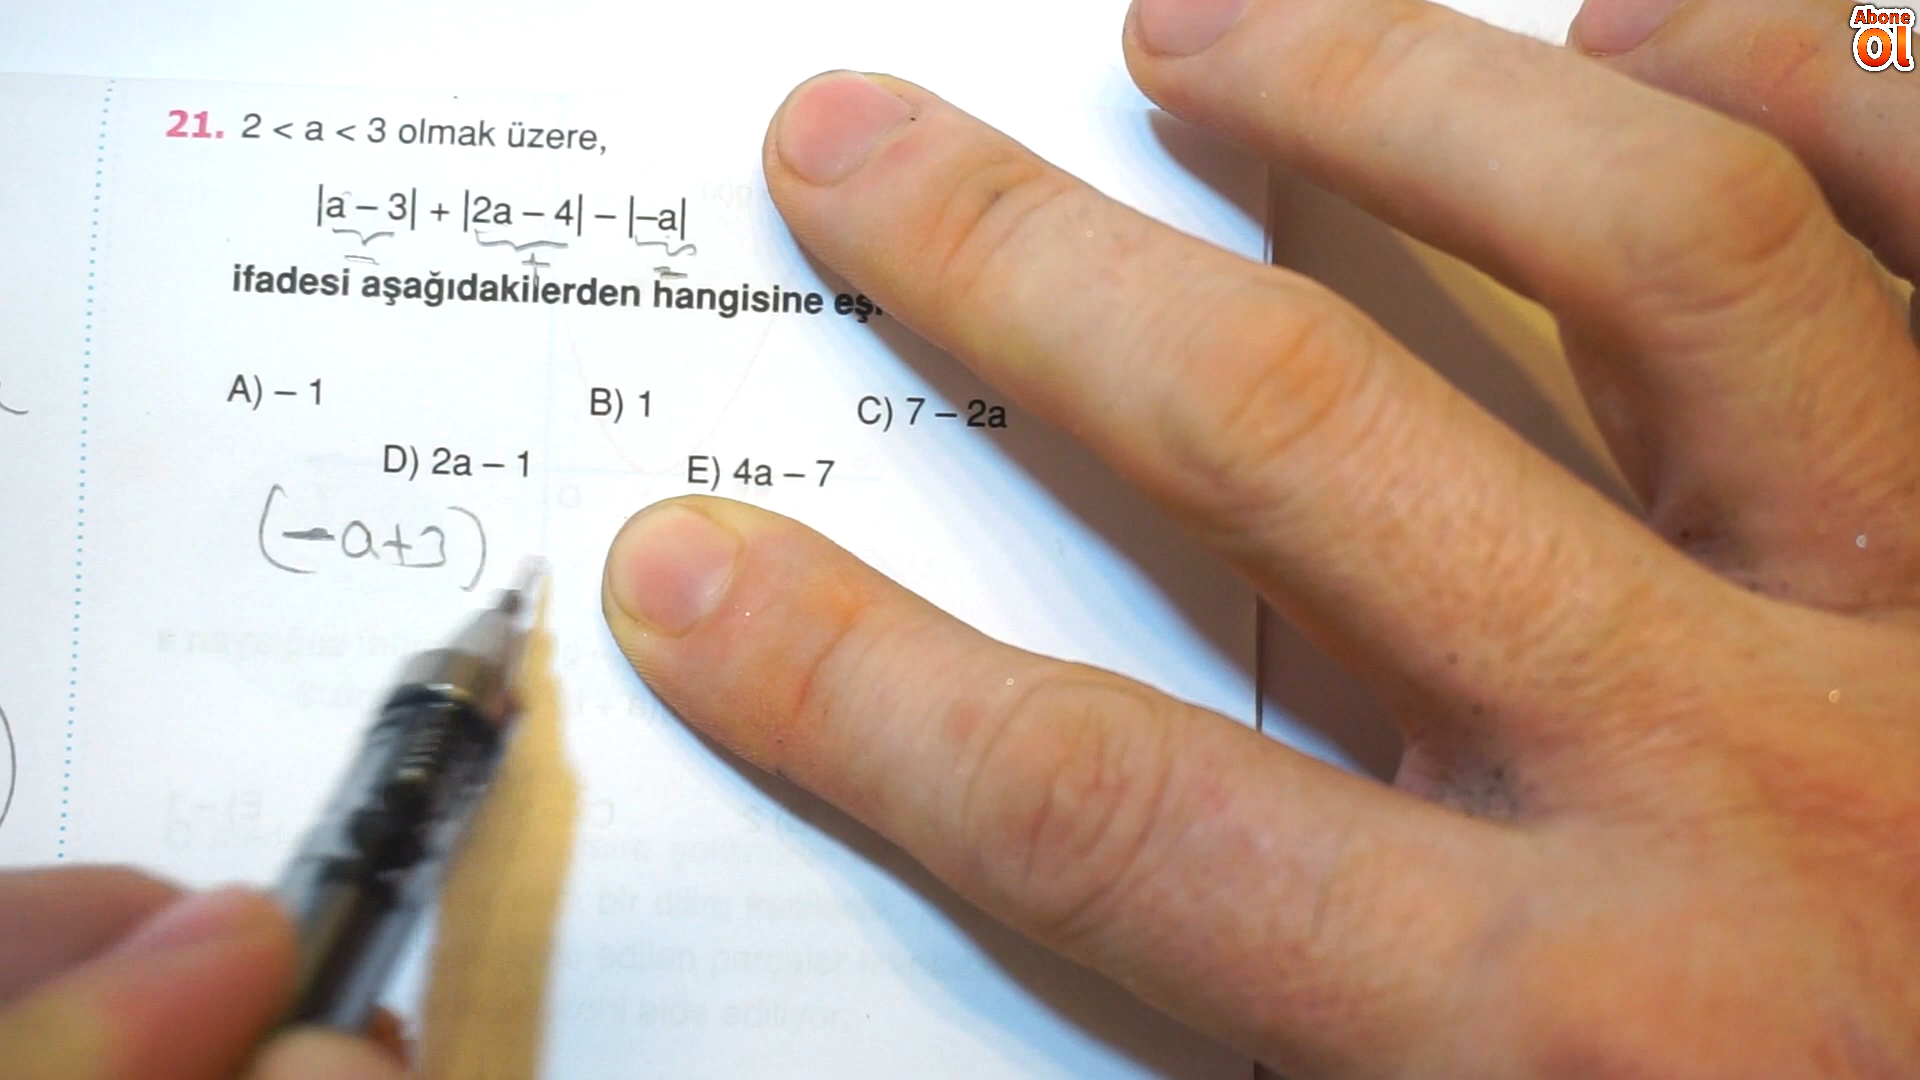 Abone
Ol
21. 2 < a < 3 olmak üzere,
|a – 3| + |2a – 4| – |–a|
– + –
ifadesi aşağıdakilerden hangisine
A) – 1 B) 1 C) 7 – 2a
D) 2a – 1 E) 4a – 7
(–a+3)